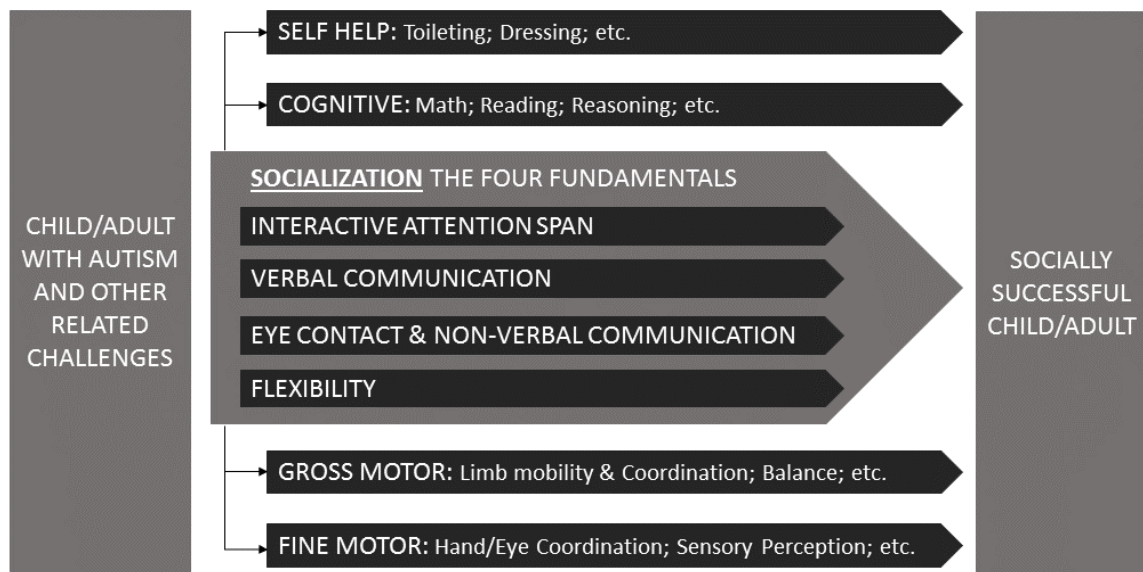 CHILD/ADULT
WITH AUTISM
AND OTHER
RELATED
CHALLENGES
SELF HELP: Toileting; Dressing; etc.
COGNITIVE: Math; Reading; Reasoning; etc.
SOCIALIZATION THE FOUR FUNDAMENTALS
INTERACTIVE ATTENTION SPAN
VERBAL COMMUNICATION
EYE CONTACT & NON-VERBAL COMMUNICATION
FLEXIBILITY
GROSS MOTOR: Limb mobility & Coordination; Balance; etc.
FINE MOTOR: Hand/Eye Coordination; Sensory Perception; etc.
SOCIALLY
SUCCESSFUL
CHILD/ADULT